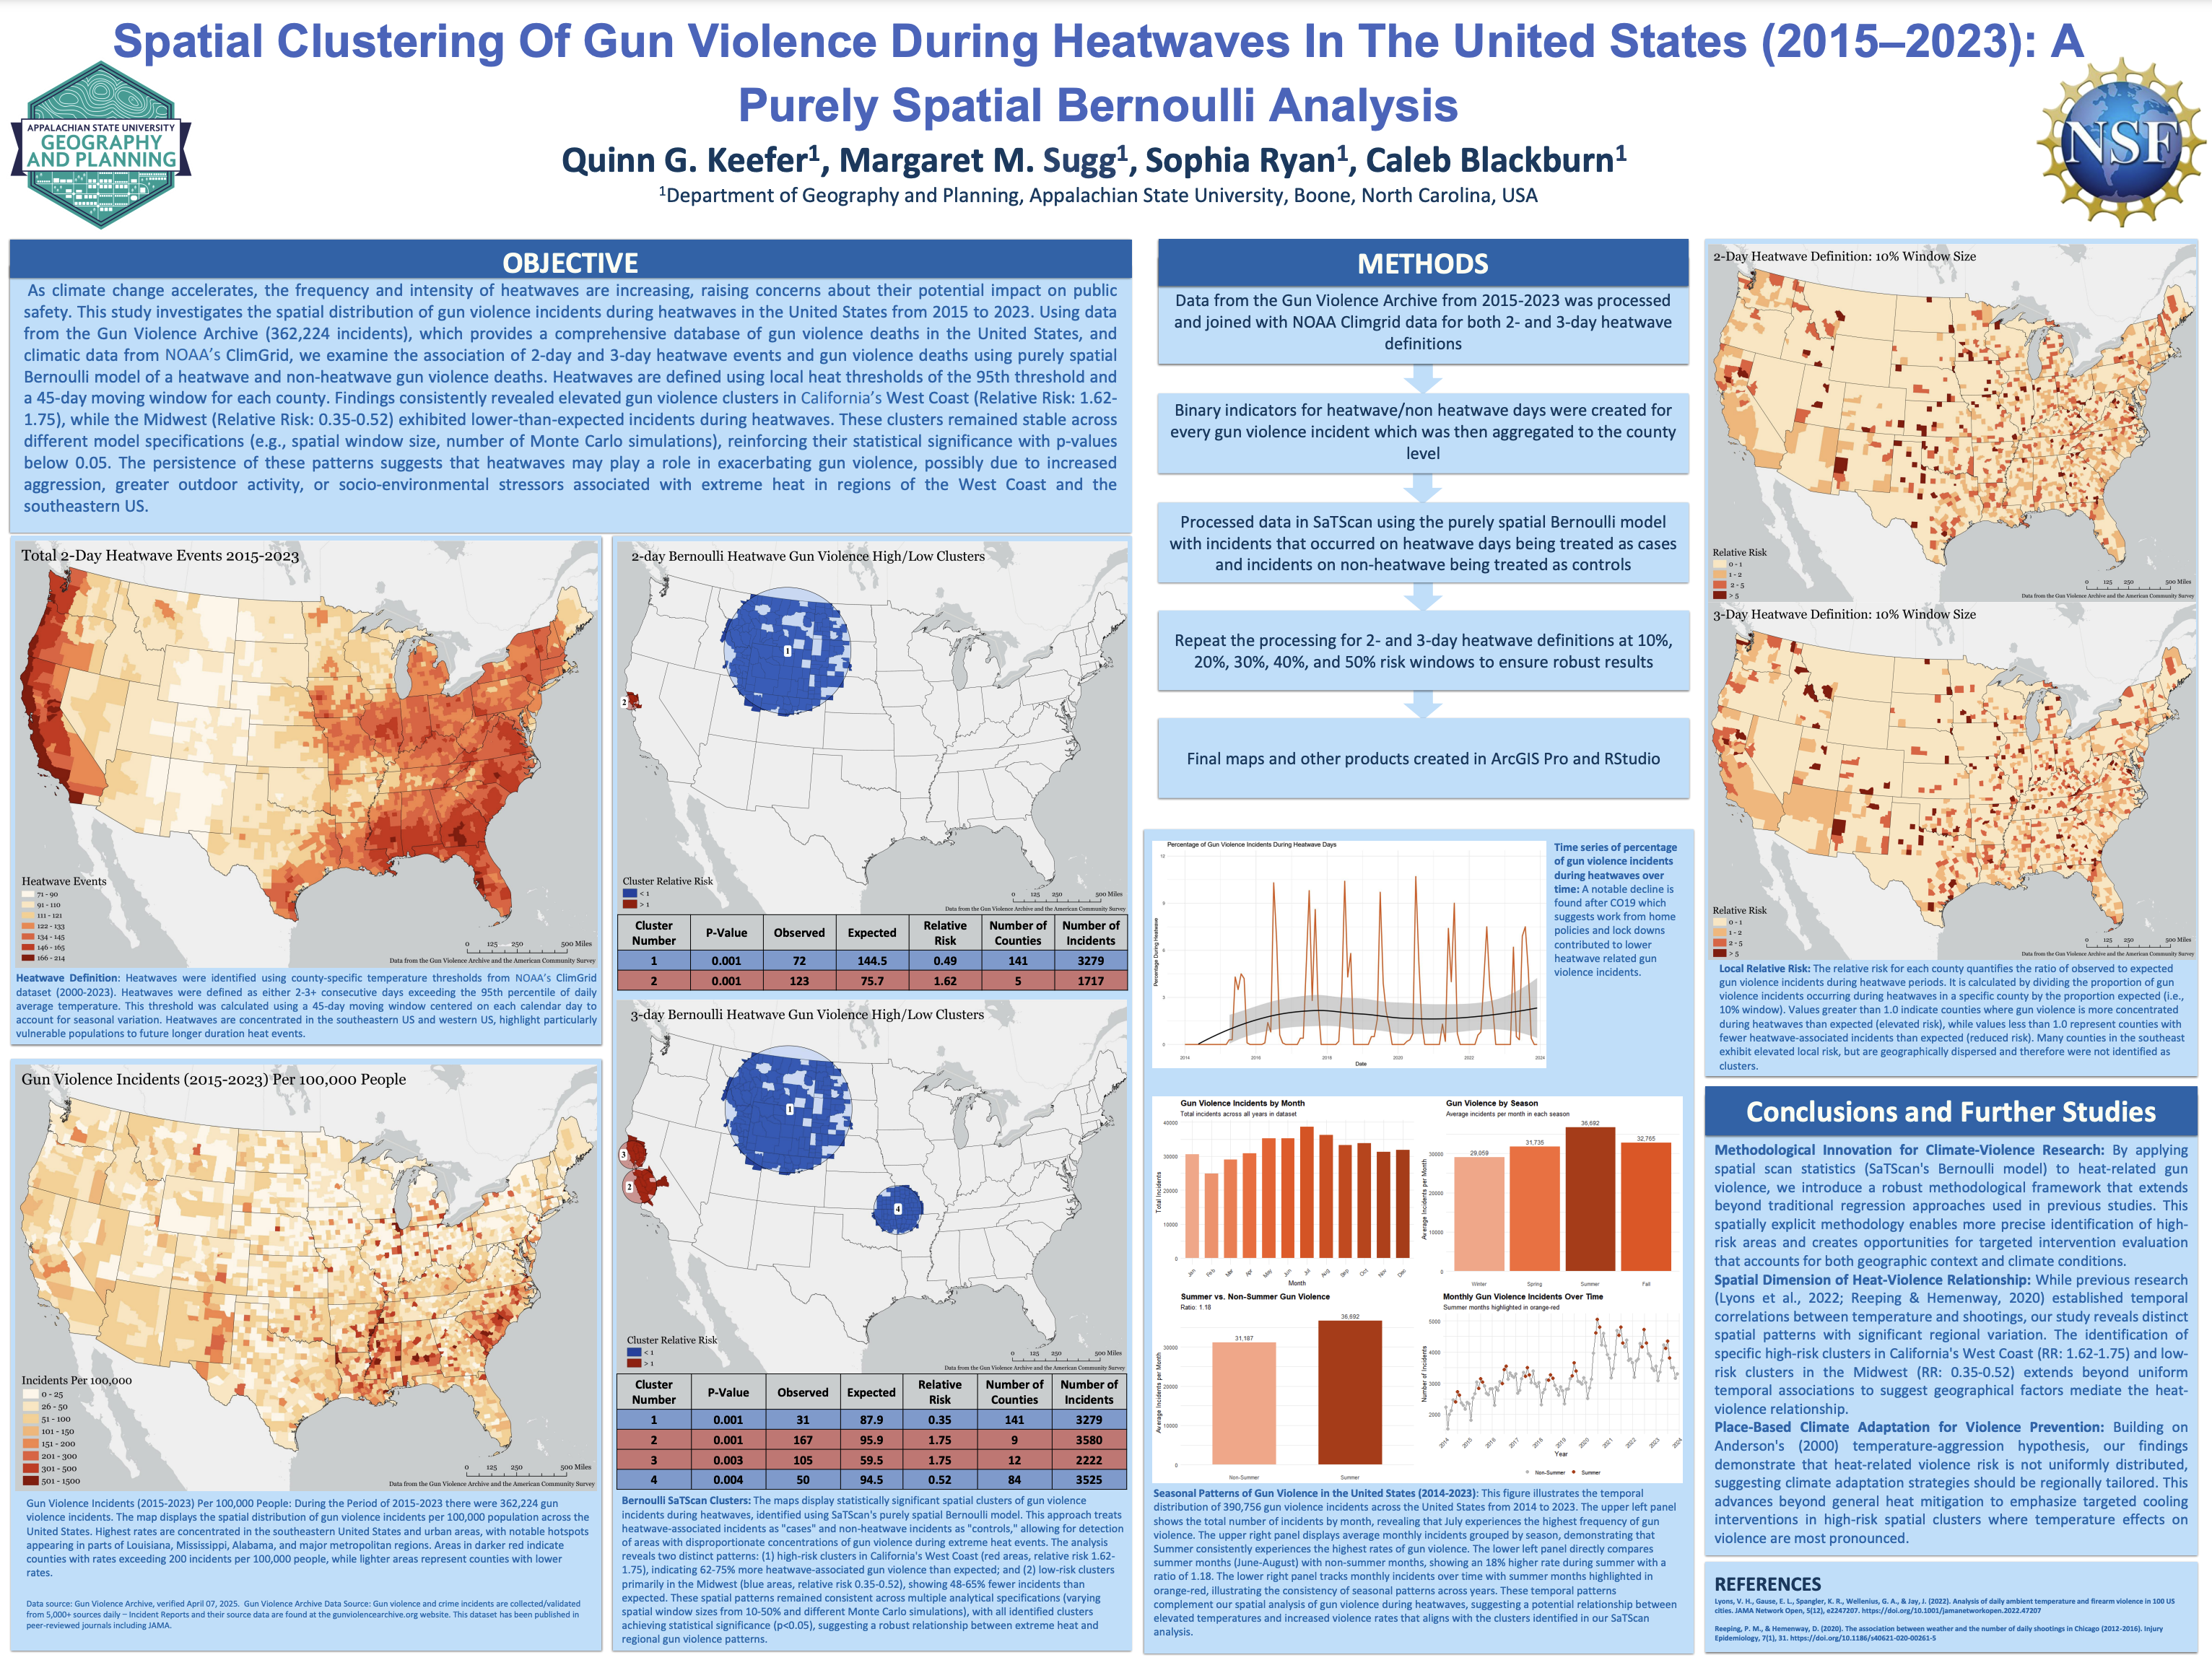 Spatial Clustering Of Gun Violence During Heatwaves In The United States (2015–2023): A
Purely Spatial Bernoulli Analysis
Quinn G. Keefer1, Margaret M. Sugg1, Sophia Ryan1, Caleb Blackburn1
1Department of Geography and Planning, Appalachian State University, Boone, North Carolina, USA
APPALACHIAN STATE UNIVERSITY
GEOGRAPHY
AND PLANNING
NSF
OBJECTIVE
As climate change accelerates, the frequency and intensity of heatwaves are increasing, raising concerns about their potential impact on public
safety. This study investigates the spatial distribution of gun violence incidents during heatwaves in the United States from 2015 to 2023. Using data
from the Gun Violence Archive (362,224 incidents), which provides a comprehensive database of gun violence deaths in the United States, and
climatic data from NOAA's ClimGrid, we examine the association of 2-day and 3-day heatwave events and gun violence deaths using purely spatial
Bernoulli model of a heatwave and non-heatwave gun violence deaths. Heatwaves are defined using local heat thresholds of the 95th threshold and
a 45-day moving window for each county. Findings consistently revealed elevated gun violence clusters in California's West Coast (Relative Risk: 1.62-
1.75), while the Midwest (Relative Risk: 0.35-0.52) exhibited lower-than-expected incidents during heatwaves. These clusters remained stable across
different model specifications (e.g., spatial window size, number of Monte Carlo simulations), reinforcing their statistical significance with p-values
below 0.05. The persistence of these patterns suggests that heatwaves may play a role in exacerbating gun violence, possibly due to increased
aggression, greater outdoor activity, or socio-environmental stressors associated with extreme heat in regions of the West Coast and the
southeastern US.
Total 2-Day Heatwave Events 2015-2023
Heatwave Events
71 - 90
91 - 110
111 - 121
122 - 133
134 - 145
146 - 165
166 - 214
0 125 250 500 Miles
Data from the Gun Violence Archive and the American Community Survey
Heatwave Definition: Heatwaves were identified using county-specific temperature thresholds from NOAA's ClimGrid
dataset (2000-2023). Heatwaves were defined as either 2-3+ consecutive days exceeding the 95th percentile of daily
average temperature. This threshold was calculated using a 45-day moving window centered on each calendar day to
account for seasonal variation. Heatwaves are concentrated in the southeastern US and western US, highlight particularly
vulnerable populations to future longer duration heat events.
Gun Violence Incidents (2015-2023) Per 100,000 People
Incidents Per 100,000
0 - 25
26 - 50
51 - 100
101 - 150
151 - 200
201 - 300
301 - 500
501 - 1500
0 125 250 500 Miles
Data from the Gun Violence Archive and the American Community Survey
Gun Violence Incidents (2015-2023) Per 100,000 People: During the Period of 2015-2023 there were 362,224 gun
violence incidents. The map displays the spatial distribution of gun violence incidents per 100,000 population across the
United States. Highest rates are concentrated in the southeastern United States and urban areas, with notable hotspots
appearing in parts of Louisiana, Mississippi, Alabama, and major metropolitan regions. Areas in darker red indicate
counties with rates exceeding 200 incidents per 100,000 people, while lighter areas represent counties with lower
rates.
Data source: Gun Violence Archive, verified April 07, 2025. Gun Violence Archive Data Source: Gun violence and crime incidents are collected/validated
from 5,000+ sources daily – Incident Reports and their source data are found at the gunviolencearchive.org website. This dataset has been published in
peer-reviewed journals including JAMA.
2-day Bernoulli Heatwave Gun Violence High/Low Clusters
1
2
Cluster Relative Risk
< 1
> 1
0 125 250 500 Miles
Data from the Gun Violence Archive and the American Community Survey
Cluster Number P-Value Observed Expected Relative Risk Number of Counties Number of Incidents
1 0.001 72 144.5 0.49 141 3279
2 0.001 123 75.7 1.62 5 1717
3-day Bernoulli Heatwave Gun Violence High/Low Clusters
1
3
2
4
Cluster Relative Risk
< 1
> 1
0 125 250 500 Miles
Data from the Gun Violence Archive and the American Community Survey
Cluster Number P-Value Observed Expected Relative Risk Number of Counties Number of Incidents
1 0.001 31 87.9 0.35 141 3279
2 0.001 167 95.9 1.75 9 3580
3 0.003 105 59.5 1.75 12 2222
4 0.004 50 94.5 0.52 84 3525
Bernoulli SaTScan Clusters: The maps display statistically significant spatial clusters of gun violence
incidents during heatwaves, identified using SaTScan's purely spatial Bernoulli model. This approach treats
heatwave-associated incidents as "cases" and non-heatwave incidents as "controls," allowing for detection
of areas with disproportionate concentrations of gun violence during extreme heat events. The analysis
reveals two distinct patterns: (1) high-risk clusters in California's West Coast (red areas, relative risk 1.62-
1.75), indicating 62-75% more heatwave-associated gun violence than expected; and (2) low-risk clusters
primarily in the Midwest (blue areas, relative risk 0.35-0.52), showing 48-65% fewer incidents than
expected. These spatial patterns remained consistent across multiple analytical specifications (varying
spatial window sizes from 10-50% and different Monte Carlo simulations), with all identified clusters
achieving statistical significance (p<0.05), suggesting a robust relationship between extreme heat and
regional gun violence patterns.
METHODS
Data from the Gun Violence Archive from 2015-2023 was processed
and joined with NOAA Climgrid data for both 2- and 3-day heatwave
definitions
Binary indicators for heatwave/non heatwave days were created for
every gun violence incident which was then aggregated to the county
level
Processed data in SaTScan using the purely spatial Bernoulli model
with incidents that occurred on heatwave days being treated as cases
and incidents on non-heatwave being treated as controls
Repeat the processing for 2- and 3-day heatwave definitions at 10%,
20%, 30%, 40%, and 50% risk windows to ensure robust results
Final maps and other products created in ArcGIS Pro and RStudio
Percentage of Gun Violence Incidents During Heatwave Days
Percentage During Heatwave
12
9
6
3
0
2014 2016 2018 2020 2022 2024
Date
Time series of percentage
of gun violence incidents
during heatwaves over
time: A notable decline is
found after CO19 which
suggests work from home
policies and lock downs
contributed to lower
heatwave related gun
violence incidents.
Gun Violence Incidents by Month
Total incidents across all years in dataset
Total Incidents
40000
30000
20000
10000
0
Jan Feb Mar Apr May Jun Jul Aug Sep Oct Nov Dec
Month
Gun Violence by Season
Average incidents per month in each season
Average Incidents per Month
30000
20000
10000
0
29,059 31,735 36,692 32,765
Winter Spring Summer Fall
Summer vs. Non-Summer Gun Violence
Ratio: 1.18
Average Incidents per Month
30000
20000
10000
0
31,187 36,692
Non-Summer Summer
Monthly Gun Violence Incidents Over Time
Summer months highlighted in orange-red
Number of Incidents
5000
4000
3000
2000
2014 2015 2016 2017 2018 2019 2020 2021 2022 2023 2024
Year
Non-Summer Summer
Seasonal Patterns of Gun Violence in the United States (2014-2023): This figure illustrates the temporal
distribution of 390,756 gun violence incidents across the United States from 2014 to 2023. The upper left panel
shows the total number of incidents by month, revealing that July experiences the highest frequency of gun
violence. The upper right panel displays average monthly incidents grouped by season, demonstrating that
Summer consistently experiences the highest rates of gun violence. The lower left panel directly compares
summer months (June-August) with non-summer months, showing an 18% higher rate during summer with a
ratio of 1.18. The lower right panel tracks monthly incidents over time with summer months highlighted in
orange-red, illustrating the consistency of seasonal patterns across years. These temporal patterns
complement our spatial analysis of gun violence during heatwaves, suggesting a potential relationship between
elevated temperatures and increased violence rates that aligns with the clusters identified in our SaTScan
analysis.
2-Day Heatwave Definition: 10% Window Size
Relative Risk
0 - 1
1 - 2
2 - 5
> 5
0 125 250 500 Miles
Data from the Gun Violence Archive and the American Community Survey
3-Day Heatwave Definition: 10% Window Size
Relative Risk
0 - 1
1 - 2
2 - 5
> 5
0 125 250 500 Miles
Data from the Gun Violence Archive and the American Community Survey
Local Relative Risk: The relative risk for each county quantifies the ratio of observed to expected
gun violence incidents during heatwave periods. It is calculated by dividing the proportion of gun
violence incidents occurring during heatwaves in a specific county by the proportion expected (i.e.,
10% window). Values greater than 1.0 indicate counties where gun violence is more concentrated
during heatwaves than expected (elevated risk), while values less than 1.0 represent counties with
fewer heatwave-associated incidents than expected (reduced risk). Many counties in the southeast
exhibit elevated local risk, but are geographically dispersed and therefore were not identified as
clusters.
Conclusions and Further Studies
Methodological Innovation for Climate-Violence Research: By applying
spatial scan statistics (SaTScan's Bernoulli model) to heat-related gun
violence, we introduce a robust methodological framework that extends
beyond traditional regression approaches used in previous studies. This
spatially explicit methodology enables more precise identification of high-
risk areas and creates opportunities for targeted intervention evaluation
that accounts for both geographic context and climate conditions.
Spatial Dimension of Heat-Violence Relationship: While previous research
(Lyons et al., 2022; Reeping & Hemenway, 2020) established temporal
correlations between temperature and shootings, our study reveals distinct
spatial patterns with significant regional variation. The identification of
specific high-risk clusters in California's West Coast (RR: 1.62-1.75) and low-
risk clusters in the Midwest (RR: 0.35-0.52) extends beyond uniform
temporal associations to suggest geographical factors mediate the heat-
violence relationship.
Place-Based Climate Adaptation for Violence Prevention: Building on
Anderson's (2000) temperature-aggression hypothesis, our findings
demonstrate that heat-related violence risk is not uniformly distributed,
suggesting climate adaptation strategies should be regionally tailored. This
advances beyond general heat mitigation to emphasize targeted cooling
interventions in high-risk spatial clusters where temperature effects on
violence are most pronounced.
REFERENCES
Lyons, V. H., Gause, E. L., Spangler, K. R., Wellenius, G. A., & Jay, J. (2022). Analysis of daily ambient temperature and firearm violence in 100 US
cities. JAMA Network Open, 5(12), e2247207. https://doi.org/10.1001/jamanetworkopen.2022.47207
Reeping, P. M., & Hemenway, D. (2020). The association between weather and the number of daily shootings in Chicago (2012-2016). Injury
Epidemiology, 7(1), 31. https://doi.org/10.1186/s40621-020-00261-5